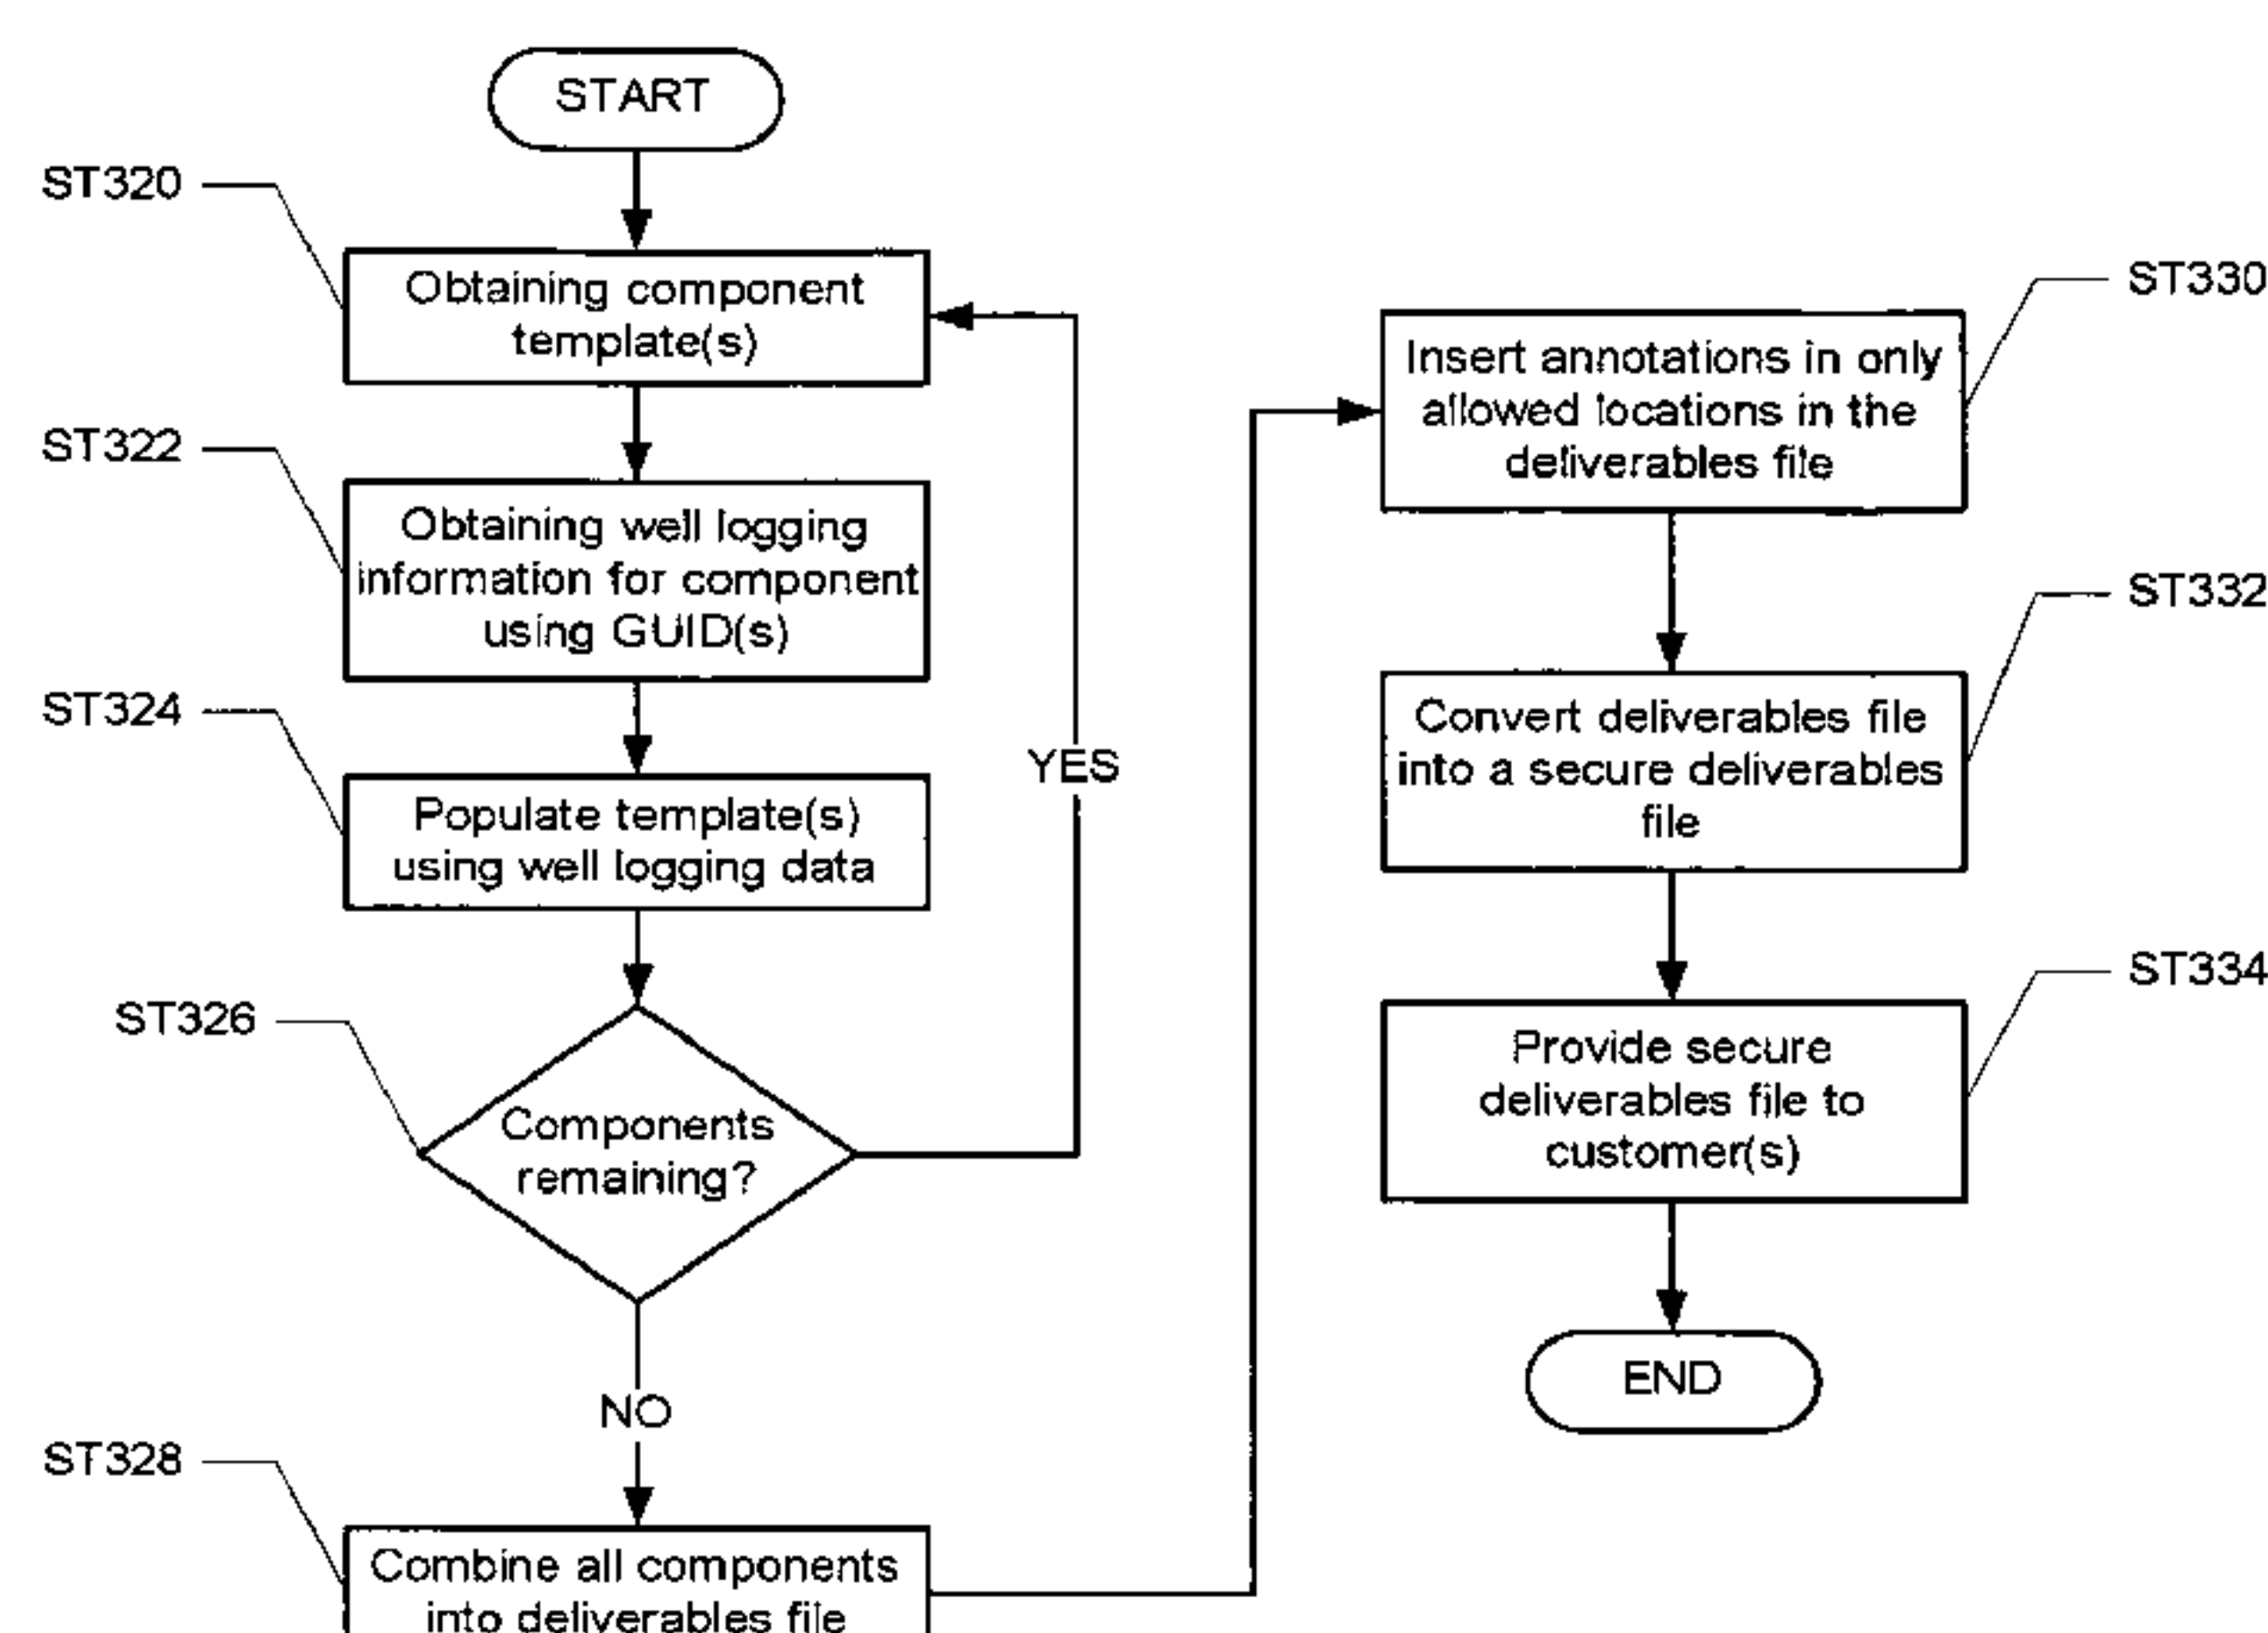 START
ST320
Obtaining component
template(s)
ST322
Obtaining well logging
information for component
using GUID(s)
ST324
Populate template(s)
using well logging data
YES
ST326
Components
remaining?
NO
ST328
Combine all components
into deliverables file
ST330
Insert annotations in only
allowed locations in the
deliverables file
ST332
Convert deliverables file
into a secure deliverables
file
ST334
Provide secure
deliverables file to
customer(s)
END